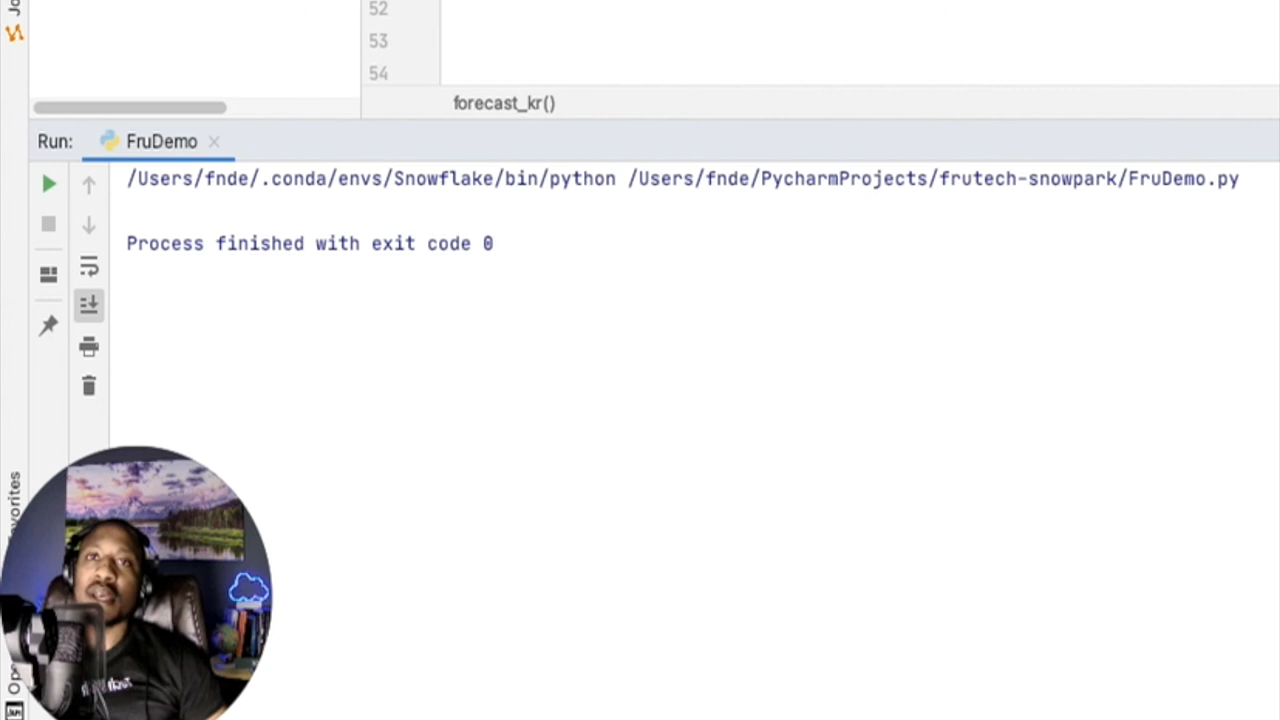 52
53
54
forecast_kr()
Run:
FruDemo
/Users/fnde/.conda/envs/Snowflake/bin/python /Users/fnde/PycharmProjects/frutech-snowpark/FruDemo.py
Process finished with exit code 0